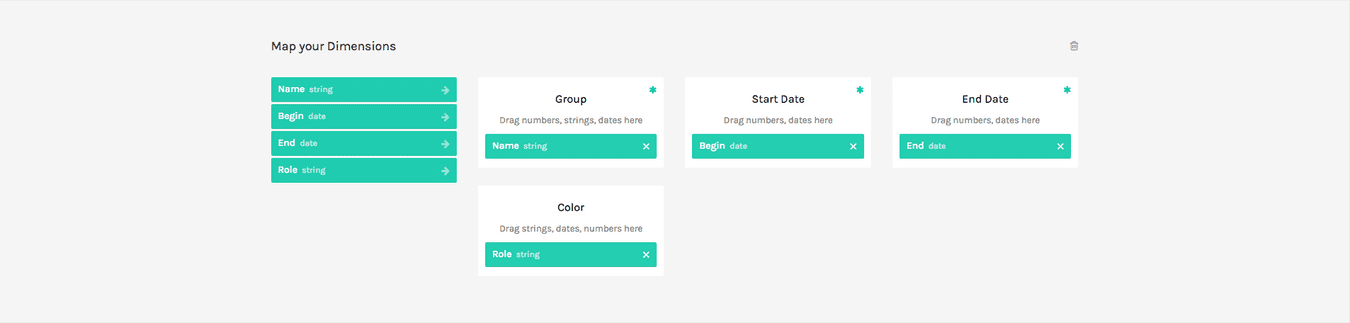 Map your Dimensions
Name string
Begin date
End date
Role string
Group
Drag numbers, strings, dates here
Name string
Start Date
Drag numbers, dates here
Begin date
End Date
Drag numbers, dates here
End date
Color
Drag strings, dates, numbers here
Role string